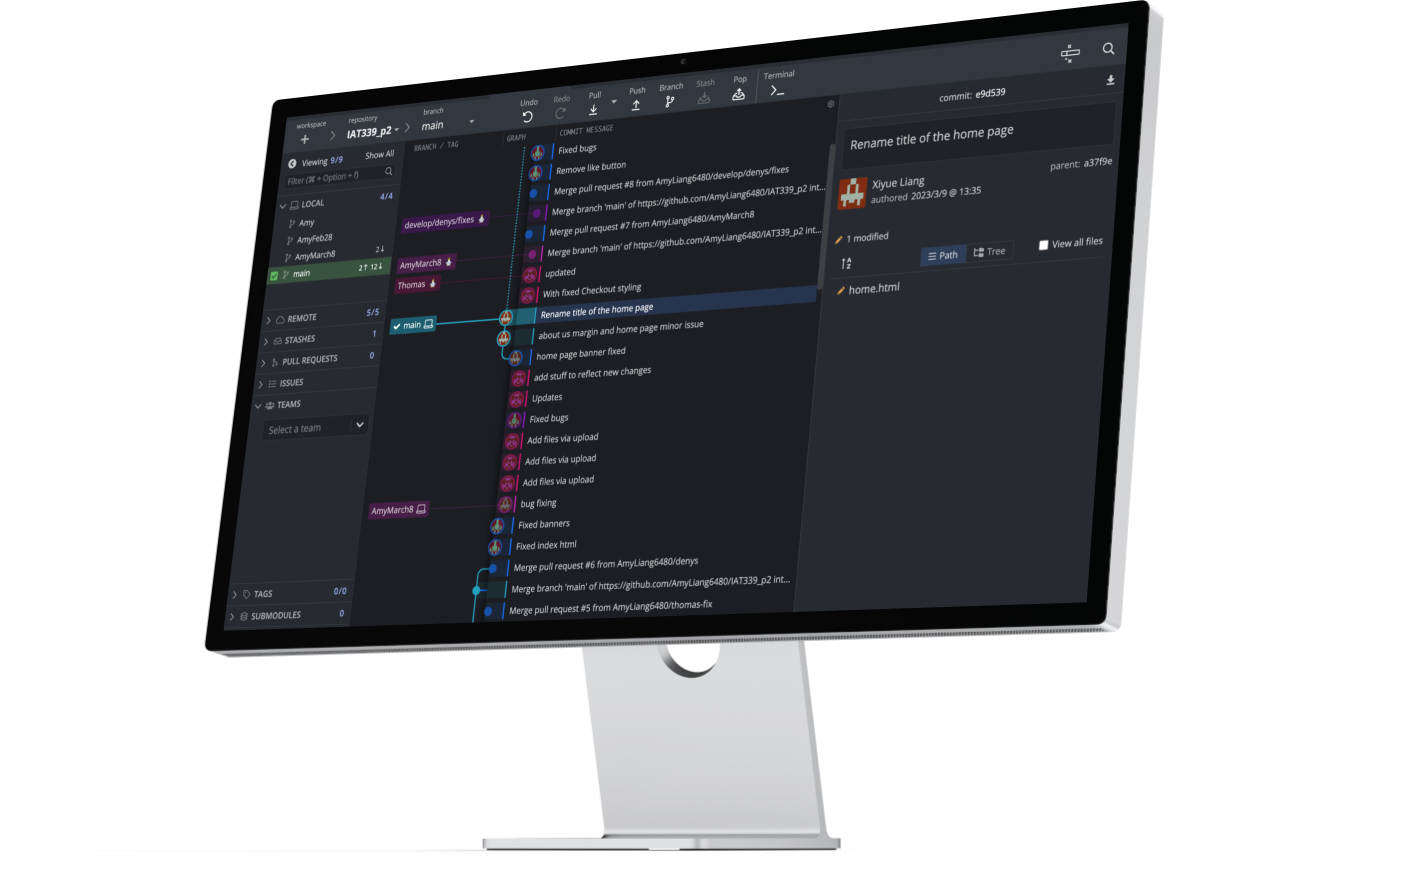 workspace
repository
IAT339_p2
branch
main
Undo
Redo
Pull
Push
Branch
Stash
Pop
Terminal
Viewing 9/9
Show All
Filter (⌘ + Option + f)
LOCAL
4/4
Amy
AmyFeb28
AmyMarch8
2↓
main
2↑ 12↓
REMOTE
5/5
STASHES
1
PULL REQUESTS
0
ISSUES
TEAMS
Select a team
TAGS
0/0
SUBMODULES
0
BRANCH / TAG
GRAPH
COMMIT MESSAGE
develop/denys/fixes
AmyMarch8
Thomas
main
AmyMarch8
Fixed bugs
Remove like button
Merge pull request #8 from AmyLiang6480/develop/denys/fixes
Merge branch 'main' of https://github.com/AmyLiang6480/IAT339_p2 int...
Merge pull request #7 from AmyLiang6480/AmyMarch8
Merge branch 'main' of https://github.com/AmyLiang6480/IAT339_p2 int...
updated
With fixed Checkout styling
Rename title of the home page
about us margin and home page minor issue
home page banner fixed
add stuff to reflect new changes
Updates
Fixed bugs
Add files via upload
Add files via upload
Add files via upload
bug fixing
Fixed banners
Fixed index html
Merge pull request #6 from AmyLiang6480/denys
Merge branch 'main' of https://github.com/AmyLiang6480/IAT339_p2 int...
Merge pull request #5 from AmyLiang6480/thomas-fix
commit: e9d539
Rename title of the home page
Xiyue Liang
authored 2023/3/9 @ 13:35
parent: a37f9e
1 modified
A
Z
Path
Tree
View all files
home.html